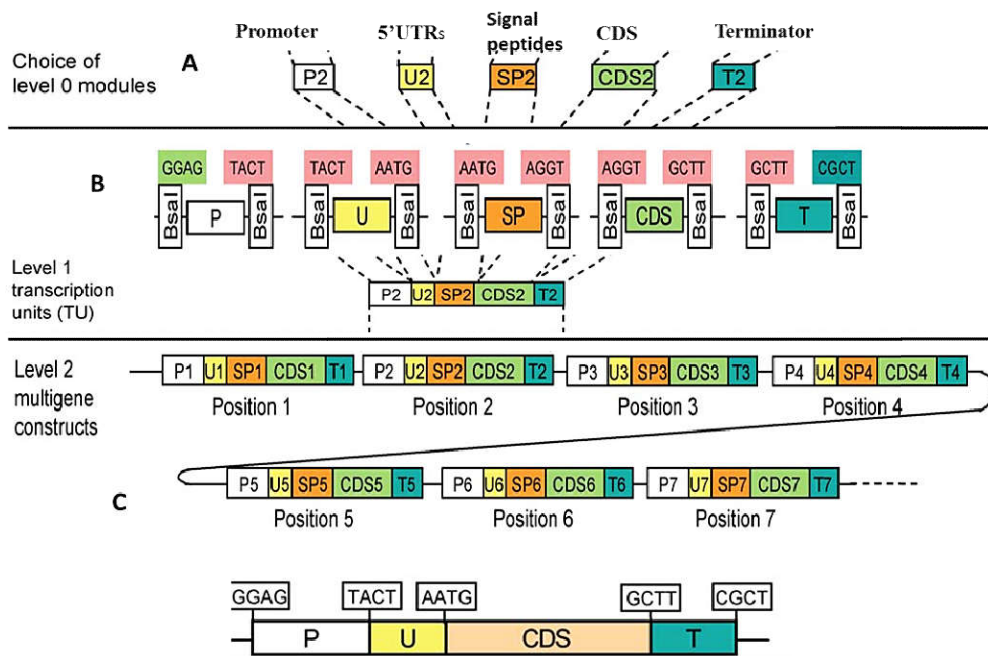 Promoter 5'UTRs Signal peptides CDS Terminator
Choice of level 0 modules
A
P2 U2 SP2 CDS2 T2
B
GGAG TACT TACT AATG AATG AGGT AGGT GCTT GCTT CGCT
BsaI P BsaI BsaI U BsaI BsaI SP BsaI BsaI CDS BsaI BsaI T BsaI
Level 1 transcription units (TU)
P2 U2 SP2 CDS2 T2
Level 2 multigene constructs
P1 U1 SP1 CDS1 T1 P2 U2 SP2 CDS2 T2 P3 U3 SP3 CDS3 T3 P4 U4 SP4 CDS4 T4
Position 1 Position 2 Position 3 Position 4
P5 U5 SP5 CDS5 T5 P6 U6 SP6 CDS6 T6 P7 U7 SP7 CDS7 T7
C
Position 5 Position 6 Position 7
GGAG TACT AATG GCTT CGCT
P U CDS T